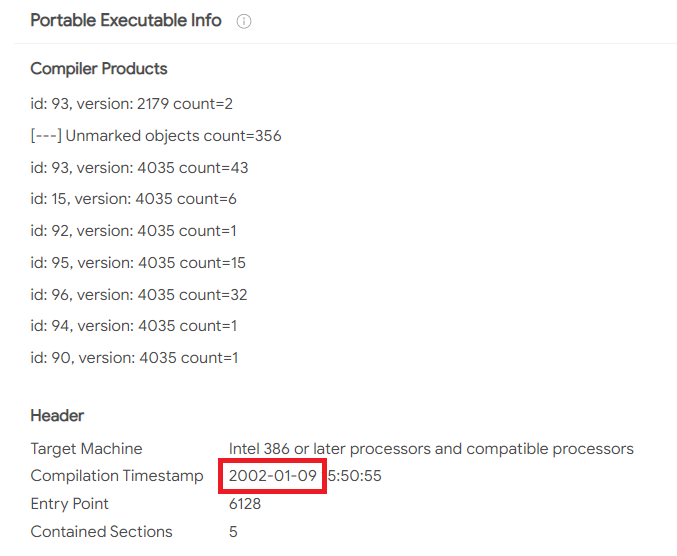 Portable Executable Info
Compiler Products
id: 93, version: 2179 count=2
[---] Unmarked objects count=356
id: 93, version: 4035 count=43
id: 15, version: 4035 count=6
id: 92, version: 4035 count=1
id: 95, version: 4035 count=15
id: 96, version: 4035 count=32
id: 94, version: 4035 count=1
id: 90, version: 4035 count=1
Header
Target Machine Intel 386 or later processors and compatible processors
Compilation Timestamp 2002-01-09 5:50:55
Entry Point 6128
Contained Sections 5